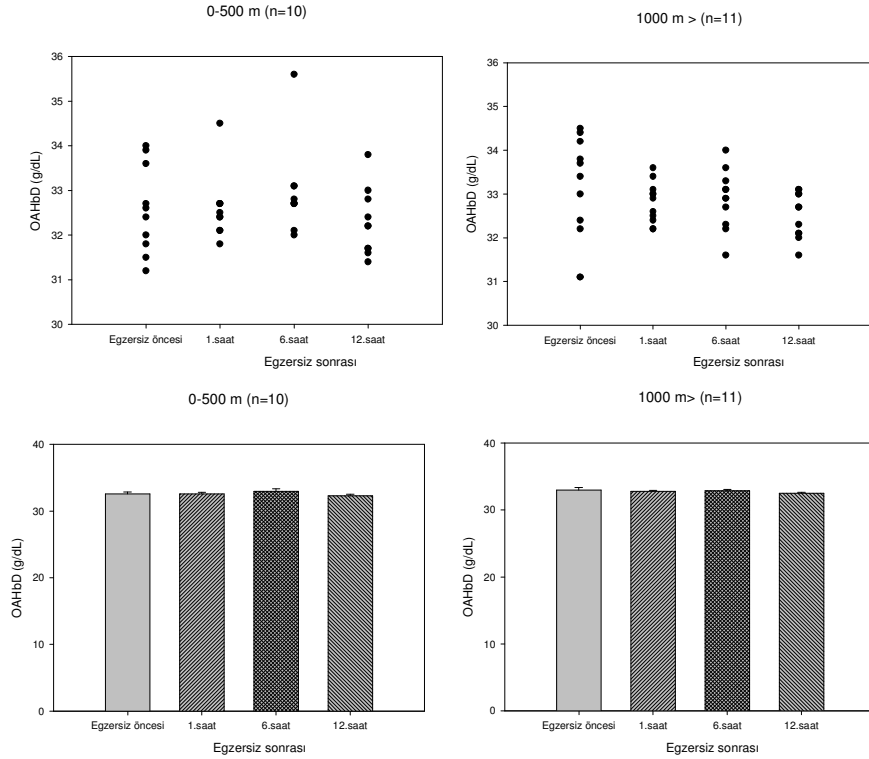 0-500 m (n=10)
OAHbD (g/dL)
36
35
34
33
32
31
30
Egzersiz öncesi
1.saat
6.saat
12.saat
Egzersiz sonrası
1000 m > (n=11)
OAHbD (g/dL)
36
35
34
33
32
31
30
Egzersiz öncesi
1.saat
6.saat
12.saat
Egzersiz sonrası
0-500 m (n=10)
OAHbD (g/dL)
40
30
20
10
0
Egzersiz öncesi
1.saat
6.saat
12.saat
Egzersiz sonrası
1000 m> (n=11)
OAHbD (g/dL)
40
30
20
10
0
Egzersiz öncesi
1.saat
6.saat
12.saat
Egzersiz sonrası